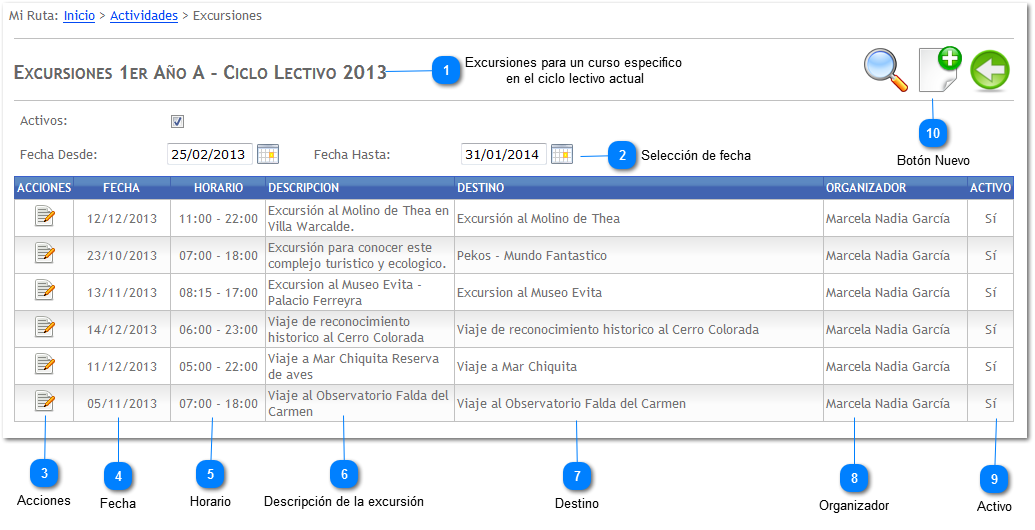 Mi Ruta: Inicio > Actividades > Excursiones
Excursiones 1er Año A - Ciclo Lectivo 2013
1
Excursiones para un curso especifico
en el ciclo lectivo actual
10
Botón Nuevo
Activos:
Fecha Desde: 25/02/2013 Fecha Hasta: 31/01/2014
2
Selección de fecha
ACCIONES FECHA HORARIO DESCRIPCION DESTINO ORGANIZADOR ACTIVO
12/12/2013 11:00 - 22:00 Excursión al Molino de Thea en
Villa Warcalde. Excursión al Molino de Thea Marcela Nadia García Sí
23/10/2013 07:00 - 18:00 Excursión para conocer este
complejo turistico y ecologico. Pekos - Mundo Fantastico Marcela Nadia García Sí
13/11/2013 08:15 - 17:00 Excursion al Museo Evita -
Palacio Ferreyra Excursion al Museo Evita Marcela Nadia García Sí
14/12/2013 06:00 - 23:00 Viaje de reconocimiento
historico al Cerro Colorada Viaje de reconocimiento historico al Cerro Colorada Marcela Nadia García Sí
11/12/2013 05:00 - 22:00 Viaje a Mar Chiquita Reserva
de aves Viaje a Mar Chiquita Marcela Nadia García Sí
05/11/2013 07:00 - 18:00 Viaje al Observatorio Falda del
Carmen Viaje al Observatorio Falda del Carmen Marcela Nadia García Sí
3 4 5 6 7 8 9
Acciones Fecha Horario Descripción de la excursión Destino Organizador Activo